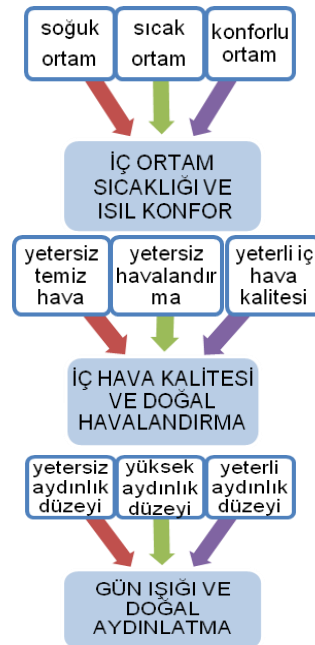 soğuk
ortam
sıcak
ortam
konforlu
ortam
İÇ ORTAM
SICAKLIĞI VE
ISIL KONFOR
yetersiz
temiz
hava
yetersiz
havalandır
ma
yeterli iç
hava
kalitesi
İÇ HAVA KALİTESİ
VE DOĞAL
HAVALANDIRMA
yetersiz
aydınlık
düzeyi
yüksek
aydınlık
düzeyi
yeterli
aydınlık
düzeyi
GÜN IŞIĞI VE
DOĞAL
AYDINLATMA